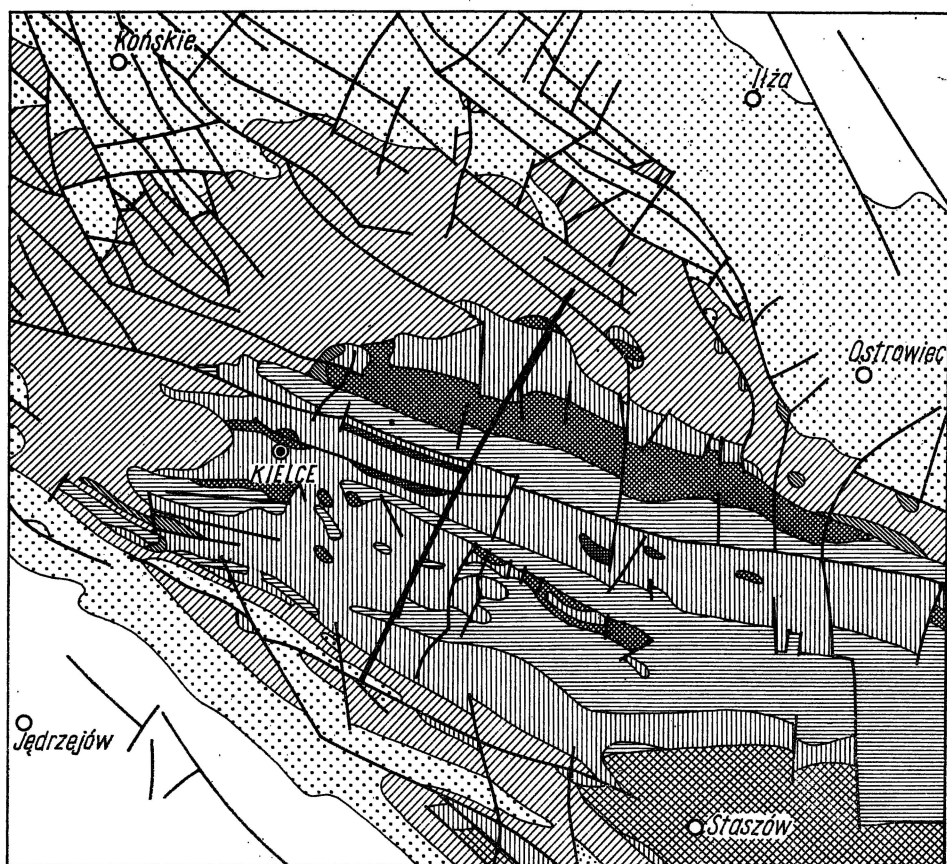 Końskie
Iłża
Ostrowiec
KIELCE
Jędrzejów
Staszów